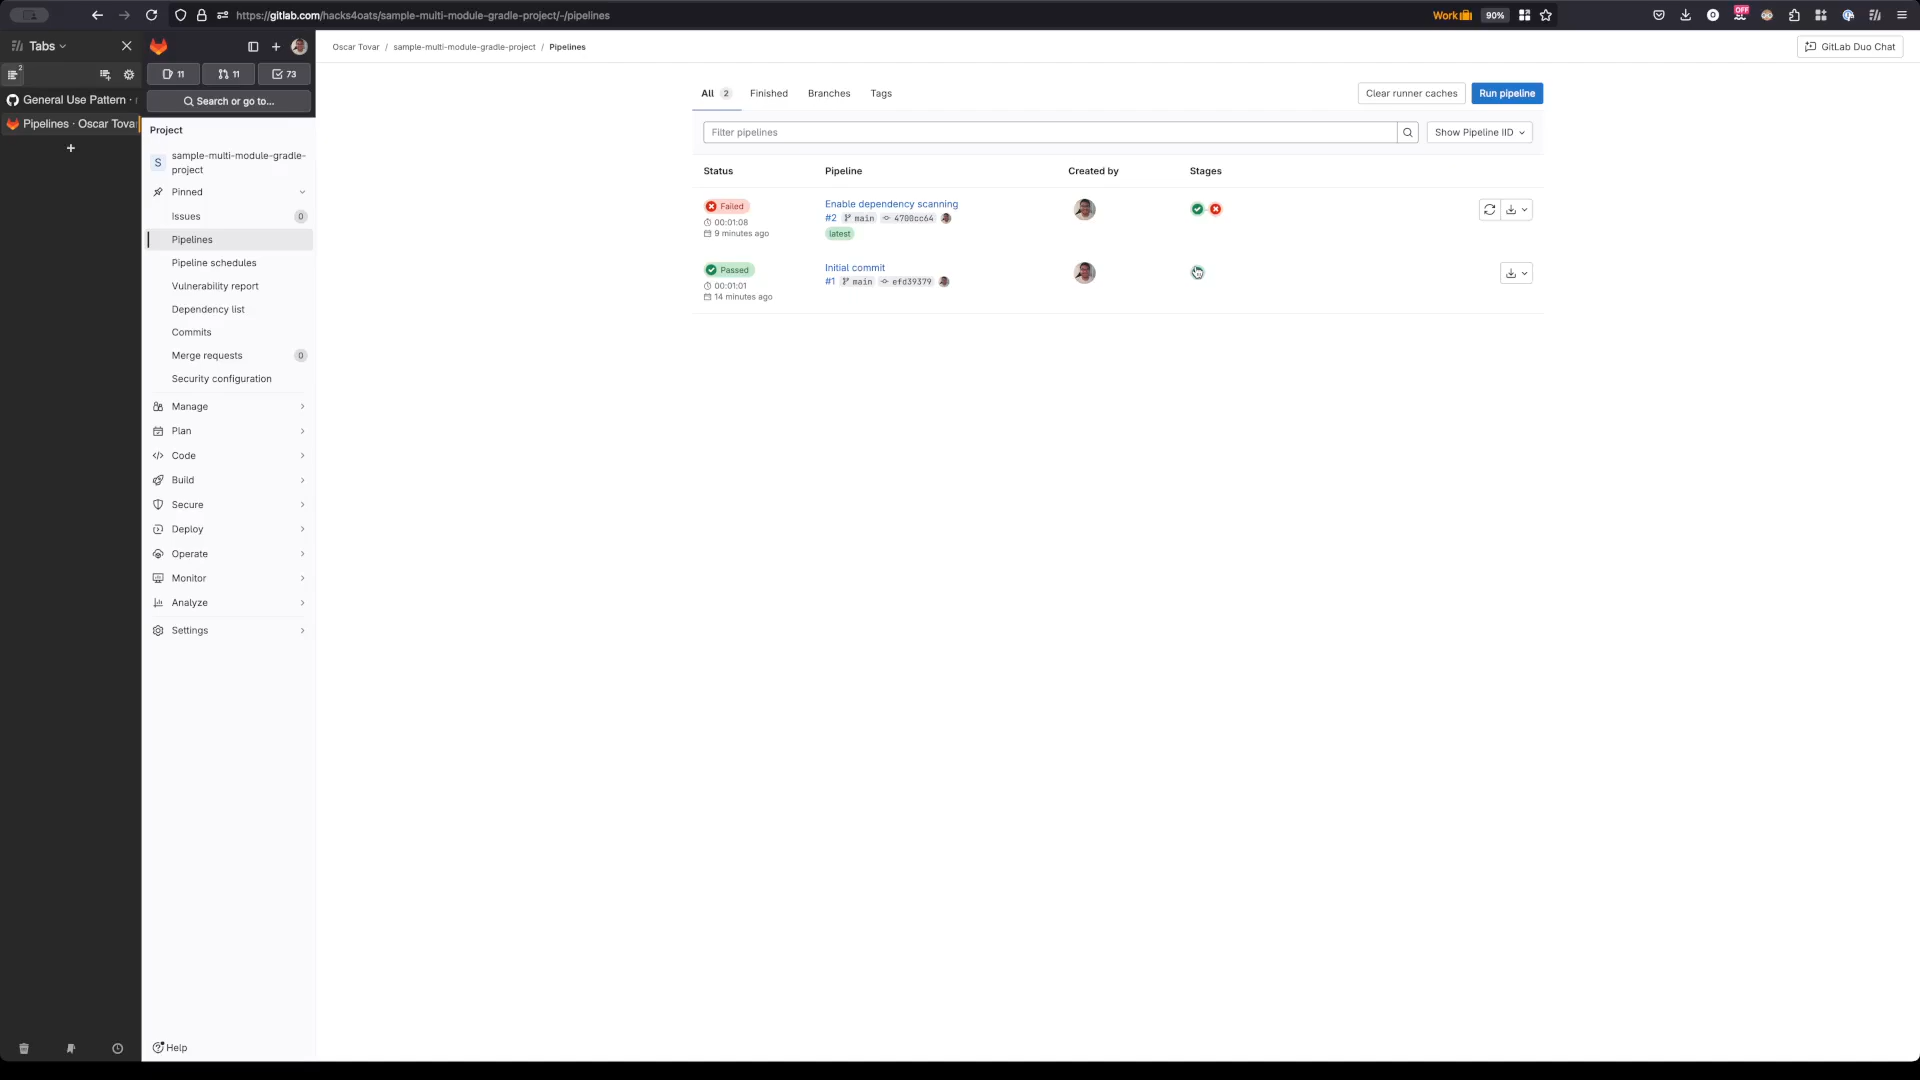 https://gitlab.com/hacks4oats/sample-multi-module-gradle-project/-/pipelines
Work
90%
OFF
Tabs
2
General Use Pattern ·
Pipelines · Oscar Tova
11
11
73
Search or go to...
Project
S
sample-multi-module-gradle-
project
Pinned
Issues 0
Pipelines
Pipeline schedules
Vulnerability report
Dependency list
Commits
Merge requests 0
Security configuration
Manage
Plan
Code
Build
Secure
Deploy
Operate
Monitor
Analyze
Settings
Help
Oscar Tovar / sample-multi-module-gradle-project / Pipelines
GitLab Duo Chat
All 2 Finished Branches Tags
Clear runner caches
Run pipeline
Filter pipelines
Show Pipeline IID
Status Pipeline Created by Stages
Failed
00:01:08
9 minutes ago
Enable dependency scanning
#2 main 4700cc64
latest
Passed
00:01:01
14 minutes ago
Initial commit
#1 main efd39379